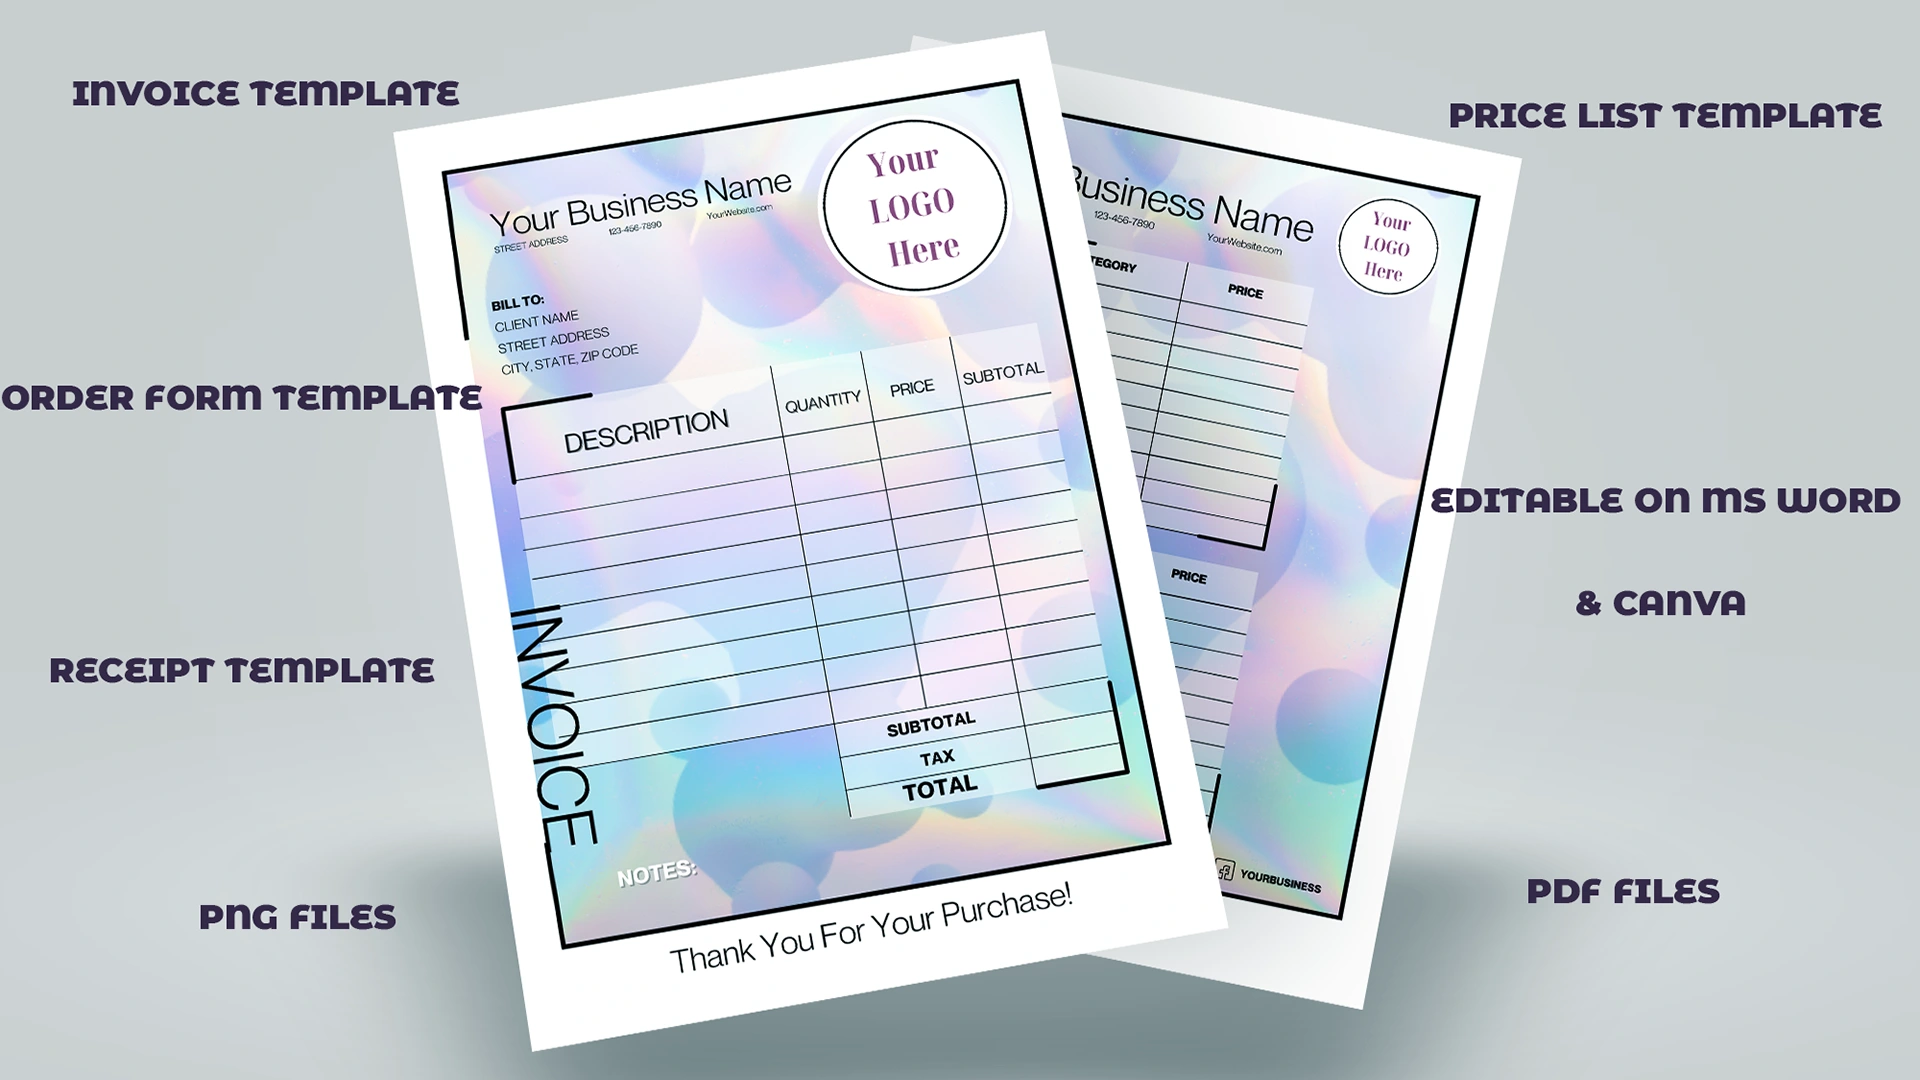 INVOICE TEMPLATE
ORDER FORM TEMPLATE
RECEIPT TEMPLATE
PNG FILES
Your Business Name
STREET ADDRESS 123-456-7890 YourWebsite.com
Your
LOGO
Here
BILL TO:
CLIENT NAME
STREET ADDRESS
CITY, STATE, ZIP CODE
DESCRIPTION QUANTITY PRICE SUBTOTAL
SUBTOTAL
TAX
TOTAL
INVOICE
NOTES:
Thank You For Your Purchase!
Business Name
123-456-7890 YourWebsite.com
Your
LOGO
Here
TEGORY PRICE
PRICE
YOURBUSINESS
PRICE LIST TEMPLATE
EDITABLE ON MS WORD
& CANVA
PDF FILES